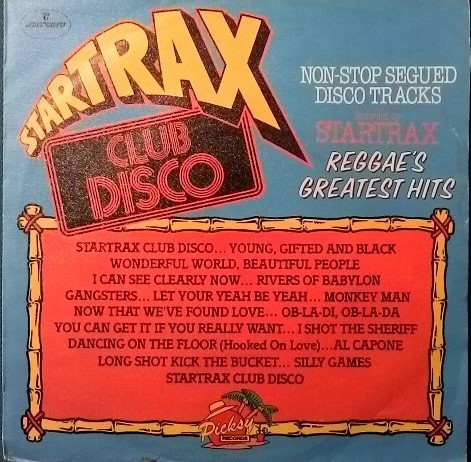 STARTRAX
CLUB
DISCO
NON-STOP SEGUED
DISCO TRACKS
STARTRAX
REGGAE'S
GREATEST HITS
STARTRAX CLUB DISCO... YOUNG, GIFTED AND BLACK
WONDERFUL WORLD, BEAUTIFUL PEOPLE
I CAN SEE CLEARLY NOW... RIVERS OF BABYLON
GANGSTERS... LET YOUR YEAH BE YEAH... MONKEY MAN
NOW THAT WE'VE FOUND LOVE... OB-LA-DI, OB-LA-DA
YOU CAN GET IT IF YOU REALLY WANT... I SHOT THE SHERIFF
DANCING ON THE FLOOR (Hooked On Love)...AL CAPONE
LONG SHOT KICK THE BUCKET... SILLY GAMES
STARTRAX CLUB DISCO
Picksy
RECORDS